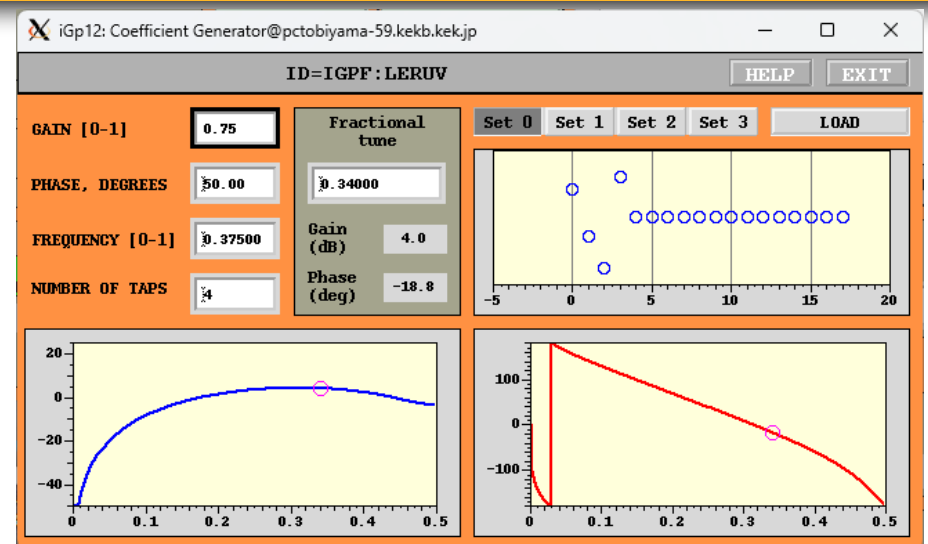 iGp12: Coefficient Generator@pctobiyama-59.kekb.kek.jp
ID=IGPF:LERUV
HELP
EXIT
GAIN [0-1]
0.75
PHASE, DEGREES
50.00
FREQUENCY [0-1]
0.37500
NUMBER OF TAPS
4
Fractional
tune
0.34000
Gain
(dB)
4.0
Phase
(deg)
-18.8
Set 0
Set 1
Set 2
Set 3
LOAD
-5 0 5 10 15 20
20
0
-20
-40
0 0.1 0.2 0.3 0.4 0.5
100
0
-100
0 0.1 0.2 0.3 0.4 0.5